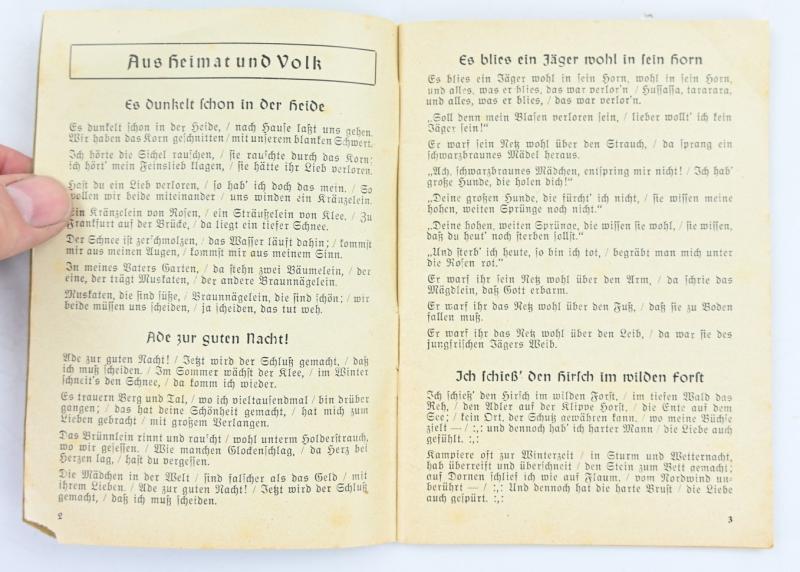 Aus Heimat und Volk
Es dunkelt schon in der Heide
Es dunkelt schon in der Heide, / nach Hause laßt uns gehen.
Wir haben das Korn geschnitten / mit unserem blanken Schwert.
Ich hörte die Sichel rauschen, / sie rauschte durch das Korn;
ich hört' mein Feinslieb klagen, / sie hätte ihr Lieb verloren.
Hast du ein Lieb verloren, / so hab' ich doch das mein. / So
wollen wir beide miteinander / uns winden ein Kränzelein.
Ein Kränzelein von Rosen, / ein Sträußelein von Klee. / Zu
Frankfurt auf der Brücke, / da liegt ein tiefer Schnee.
Der Schnee ist zerschmolzen, / das Wasser läuft dahin; / kommst
mir aus meinen Augen, / kommst mir aus meinem Sinn.
In meines Vaters Garten, / da stehn zwei Bäumelein, / der
eine, der trägt Muskaten, / der andere Braunnägelein.
Muskaten, die sind süße, / Braunnägelein, die sind schön; / wir
beide müssen uns scheiden, / ja scheiden, das tut weh.
Ade zur guten Nacht!
Ade zur guten Nacht! / Jetzt wird der Schluß gemacht, / daß
ich muß scheiden. / Im Sommer wächst der Klee, / im Winter
schneit's den Schnee, / da komm ich wieder.
Es trauern Berg und Tal, / wo ich vieltausendmal / bin drüber
gangen; / das hat deine Schönheit gemacht, / hat mich zum
Lieben gebracht / mit großem Verlangen.
Das Brünnlein rinnt und rauscht / wohl unterm Holderstrauch,
wo wir gesessen. / Wie manchen Glockenschlag, / da Herz bei
Herzen lag, / hast du vergessen.
Die Mädchen in der Welt / sind falscher als das Geld / mit
ihrem Lieben. / Ade zur guten Nacht! / Jetzt wird der Schluß
gemacht, / daß ich muß scheiden.
2
Es blies ein Jäger wohl in sein Horn
Es blies ein Jäger wohl in sein Horn, wohl in sein Horn,
und alles, was er blies, das war verlor'n / Hussassa, tararara,
und alles, was er blies, / das war verlor'n.
„Soll denn mein Blasen verloren sein, / lieber wollt' ich kein
Jäger sein!"
Er warf sein Netz wohl über den Strauch, / da sprang ein
schwarzbraunes Mädel heraus.
„Ach, schwarzbraunes Mädchen, entspring mir nicht! / Ich hab'
große Hunde, die holen dich!"
„Deine großen Hunde, die fürcht' ich nicht, / sie wissen meine
hohen, weiten Sprünge noch nicht."
„Deine hohen, weiten Sprünge, die wissen sie wohl, / sie wissen,
daß du heut' noch sterben sollst."
„Und sterb' ich heute, so bin ich tot, / begräbt man mich unter
die Rosen rot."
Er warf ihr sein Netz wohl über den Arm, / da schrie das
Mägdlein, daß Gott erbarm.
Er warf ihr das Netz wohl über den Fuß, / daß sie zu Boden
fallen muß.
Er warf ihr das Netz wohl über den Leib, / da war sie des
jungfrischen Jägers Weib.
Ich schieß' den Hirsch im wilden Forst
Ich schieß' den Hirsch im wilden Forst, / im tiefen Wald das
Reh, / den Adler auf der Klippe Horst, / die Ente auf dem
See; / kein Ort, der Schutz gewähren kann, / wo meine Büchse
zielt — / :,: und dennoch hab' ich harter Mann / die Liebe auch
gefühlt. :,:
Kampiere oft zur Winterzeit / in Sturm und Wetternacht,
hab überreift und überschneit / den Stein zum Bett gemacht;
auf Dornen schlief ich wie auf Flaum, / vom Nordwind un-
berührt — / :,: Und dennoch hat die harte Brust / die Liebe
auch gespürt. :,:
3